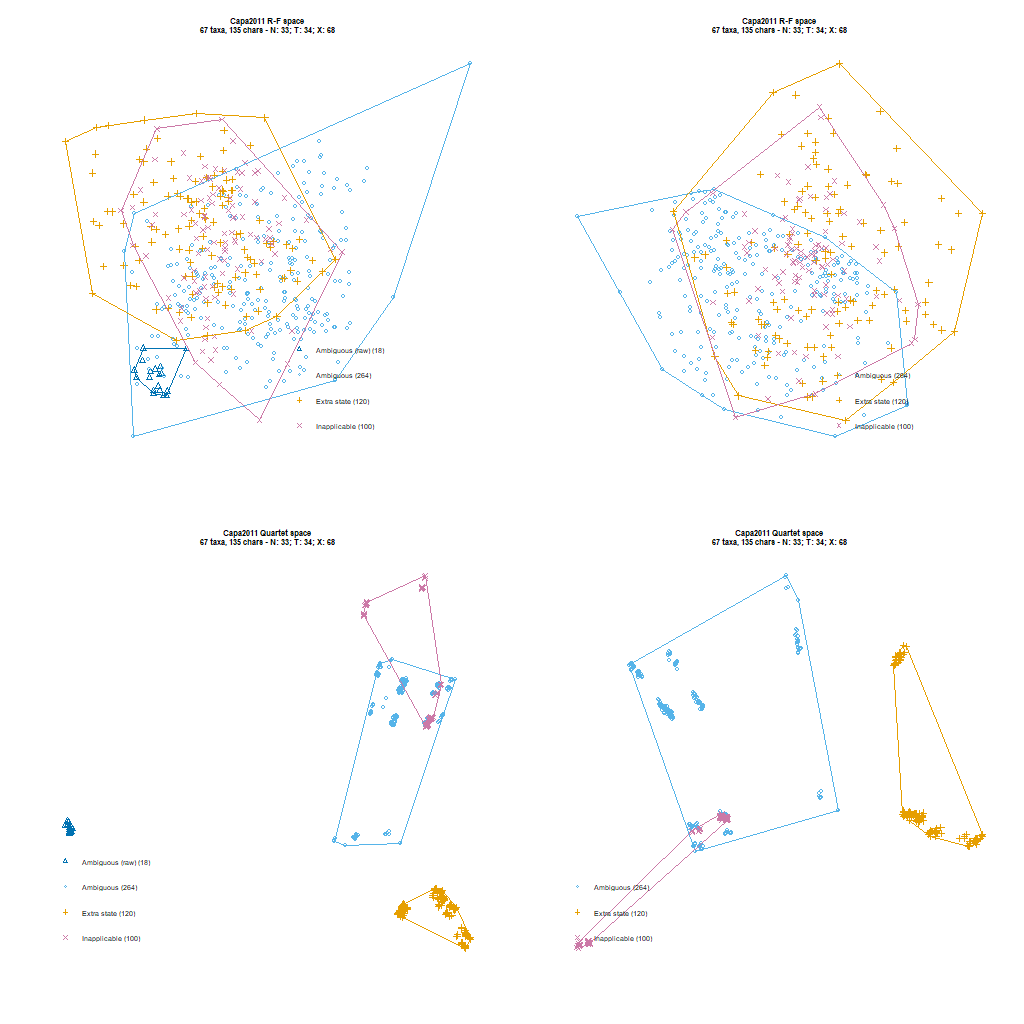 Capa2011 R-F space
67 taxa, 135 chars - N: 33; T: 34; X: 68
Ambiguous (raw) (18)
Ambiguous (264)
Extra state (120)
Inapplicable (100)
Capa2011 R-F space
67 taxa, 135 chars - N: 33; T: 34; X: 68
Ambiguous (264)
Extra state (120)
Inapplicable (100)
Capa2011 Quartet space
67 taxa, 135 chars - N: 33; T: 34; X: 68
Ambiguous (raw) (18)
Ambiguous (264)
Extra state (120)
Inapplicable (100)
Capa2011 Quartet space
67 taxa, 135 chars - N: 33; T: 34; X: 68
Ambiguous (264)
Extra state (120)
Inapplicable (100)